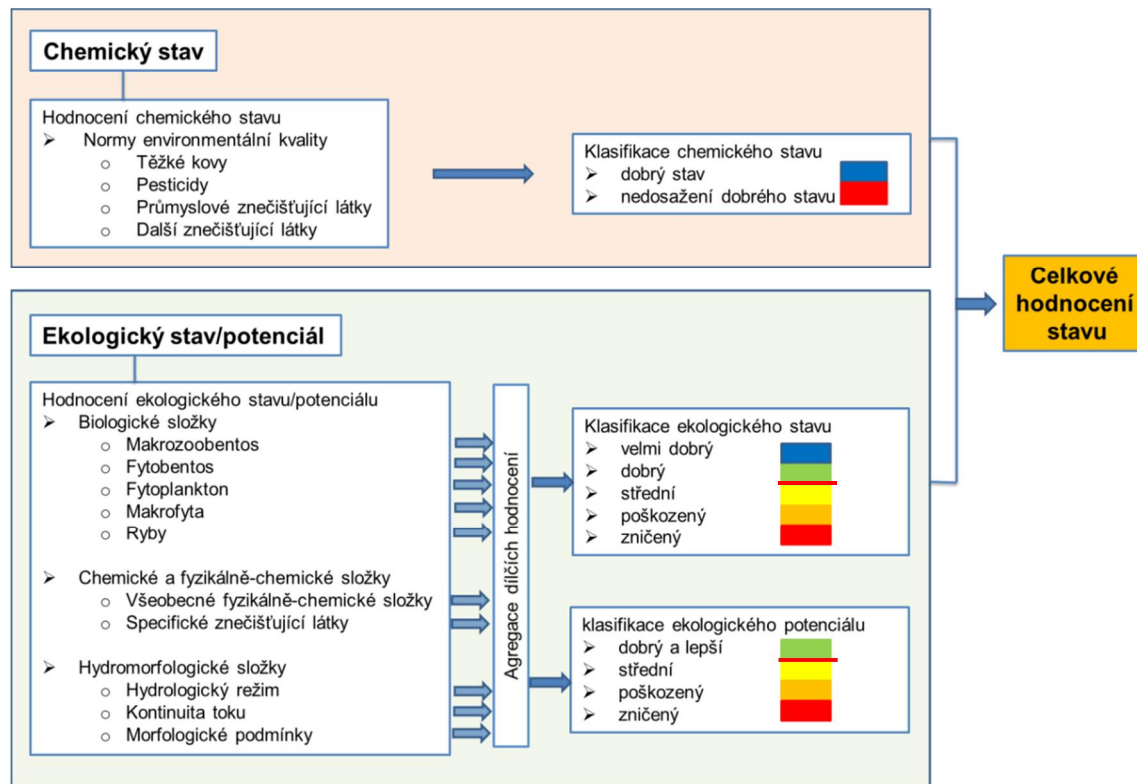 Chemický stav
Hodnocení chemického stavu
➢ Normy environmentální kvality
o Těžké kovy
o Pesticidy
o Průmyslové znečišťující látky
o Další znečišťující látky
Klasifikace chemického stavu
➢ dobrý stav
➢ nedosažení dobrého stavu
Ekologický stav/potenciál
Hodnocení ekologického stavu/potenciálu
➢ Biologické složky
o Makrozoobentos
o Fytobentos
o Fytoplankton
o Makrofyta
o Ryby
➢ Chemické a fyzikálně-chemické složky
o Všeobecné fyzikálně-chemické složky
o Specifické znečišťující látky
➢ Hydromorfologické složky
o Hydrologický režim
o Kontinuita toku
o Morfologické podmínky
Agregace dílčích hodnocení
Klasifikace ekologického stavu
➢ velmi dobrý
➢ dobrý
➢ střední
➢ poškozený
➢ zničený
klasifikace ekologického potenciálu
➢ dobrý a lepší
➢ střední
➢ poškozený
➢ zničený
Celkové
hodnocení
stavu